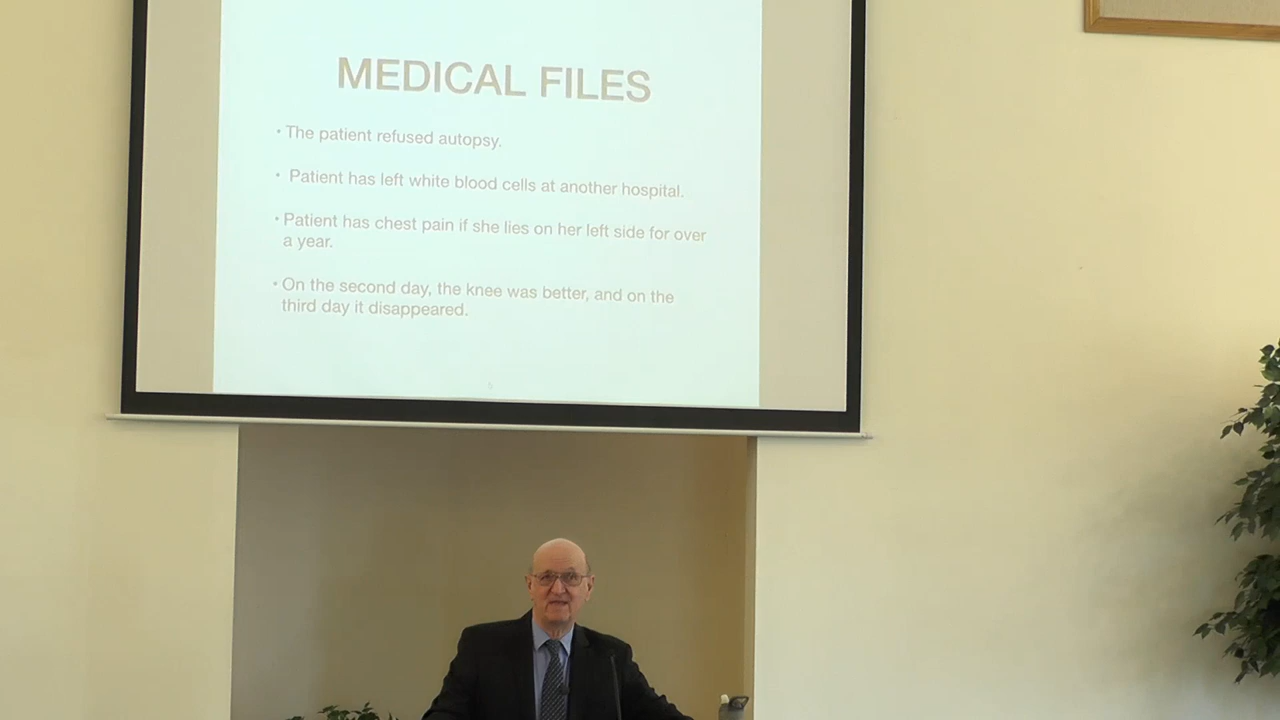 MEDICAL FILES
• The patient refused autopsy.
• Patient has left white blood cells at another hospital.
• Patient has chest pain if she lies on her left side for over
a year.
• On the second day, the knee was better, and on the
third day it disappeared.